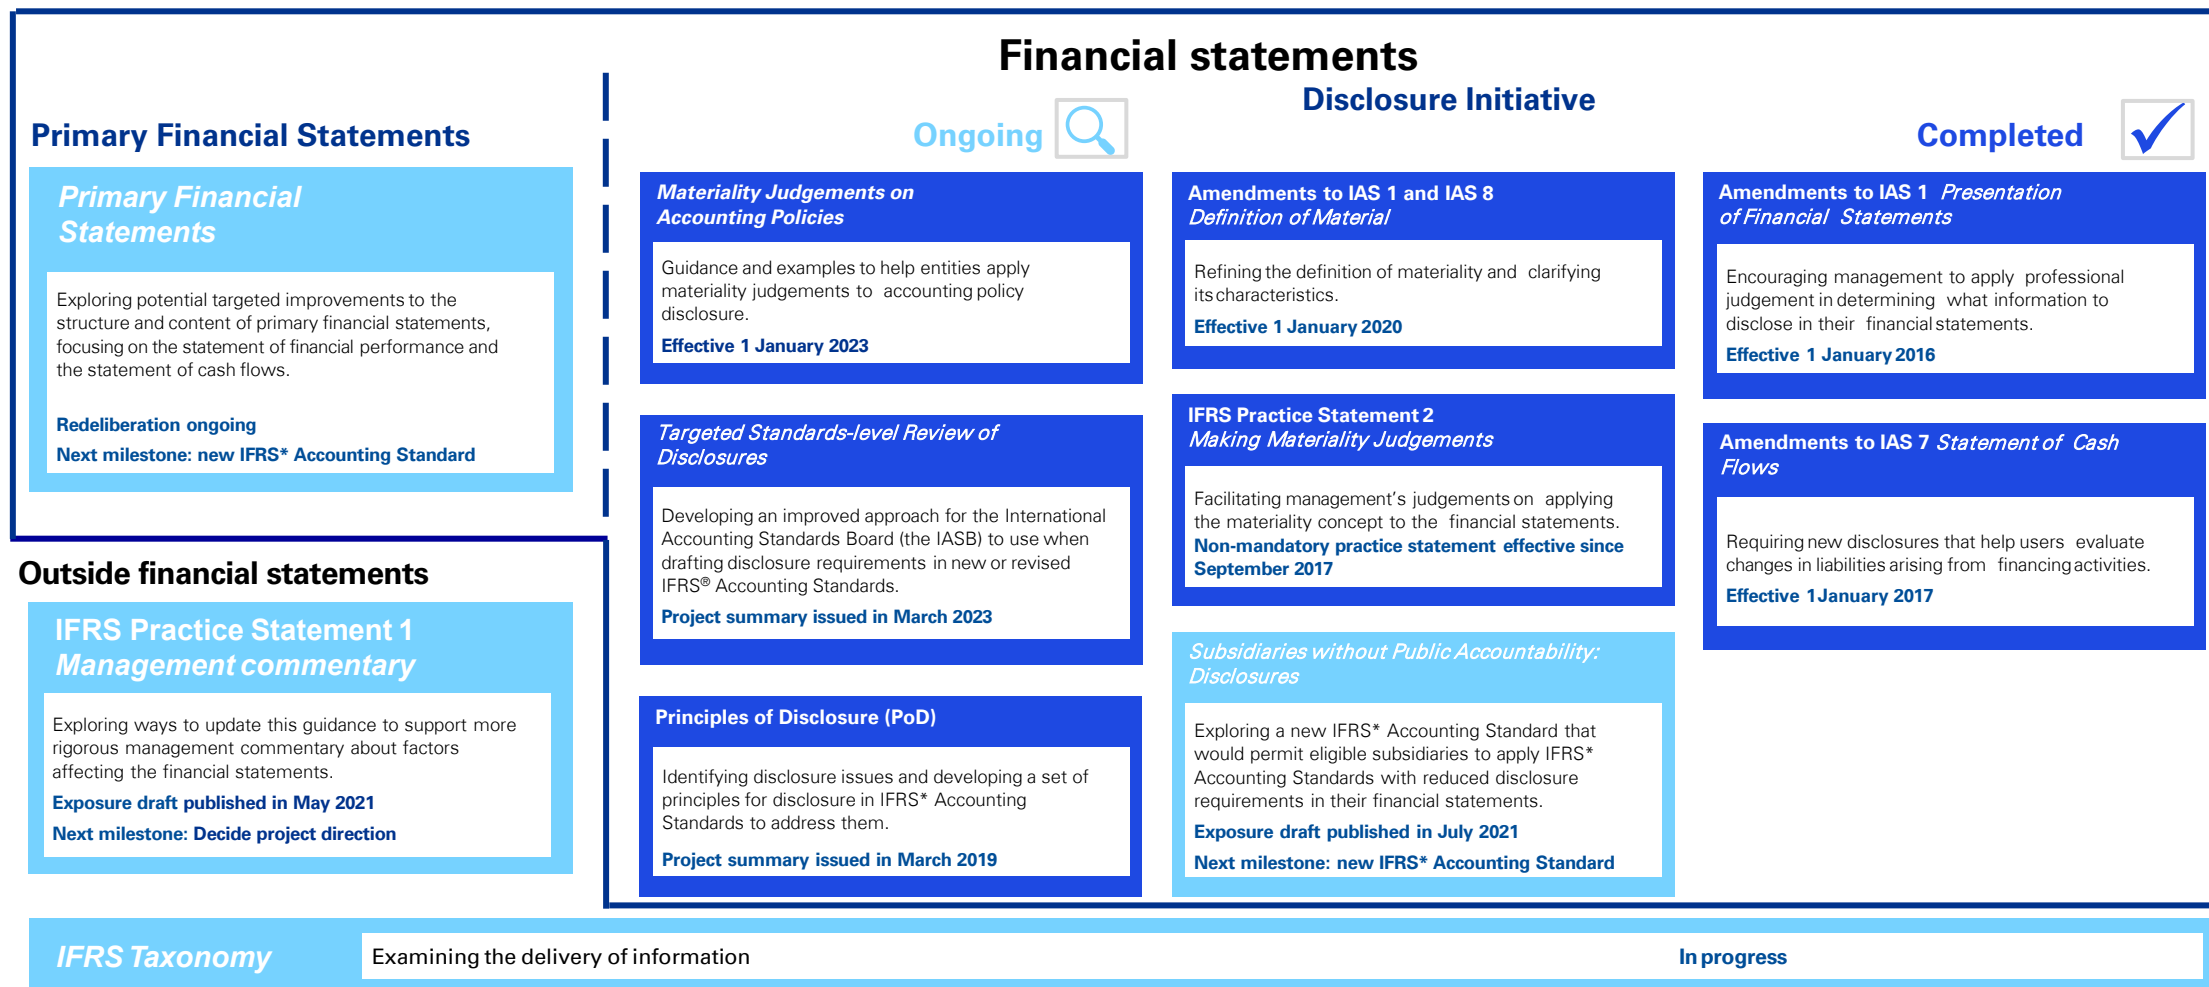 Financial statements
Disclosure Initiative
Primary Financial Statements
Ongoing
Completed
Primary Financial
Statements
Exploring potential targeted improvements to the
structure and content of primary financial statements,
focusing on the statement of financial performance and
the statement of cash flows.
Redeliberation ongoing
Next milestone: new IFRS* Accounting Standard
Outside financial statements
IFRS Practice Statement 1
Management commentary
Exploring ways to update this guidance to support more
rigorous management commentary about factors
affecting the financial statements.
Exposure draft published in May 2021
Next milestone: Decide project direction
Materiality Judgements on
Accounting Policies
Guidance and examples to help entities apply
materiality judgements to accounting policy
disclosure.
Effective 1 January 2023
Targeted Standards-level Review of
Disclosures
Developing an improved approach for the International
Accounting Standards Board (the IASB) to use when
drafting disclosure requirements in new or revised
IFRS® Accounting Standards.
Project summary issued in March 2023
Principles of Disclosure (PoD)
Identifying disclosure issues and developing a set of
principles for disclosure in IFRS* Accounting
Standards to address them.
Project summary issued in March 2019
Amendments to IAS 1 and IAS 8
Definition of Material
Refining the definition of materiality and clarifying
its characteristics.
Effective 1 January 2020
IFRS Practice Statement 2
Making Materiality Judgements
Facilitating management’s judgements on applying
the materiality concept to the financial statements.
Non-mandatory practice statement effective since
September 2017
Subsidiaries without Public Accountability:
Disclosures
Exploring a new IFRS* Accounting Standard that
would permit eligible subsidiaries to apply IFRS*
Accounting Standards with reduced disclosure
requirements in their financial statements.
Exposure draft published in July 2021
Next milestone: new IFRS* Accounting Standard
Amendments to IAS 1 Presentation
of Financial Statements
Encouraging management to apply professional
judgement in determining what information to
disclose in their financial statements.
Effective 1 January 2016
Amendments to IAS 7 Statement of Cash
Flows
Requiring new disclosures that help users evaluate
changes in liabilities arising from financing activities.
Effective 1 January 2017
IFRS Taxonomy
Examining the delivery of information
In progress